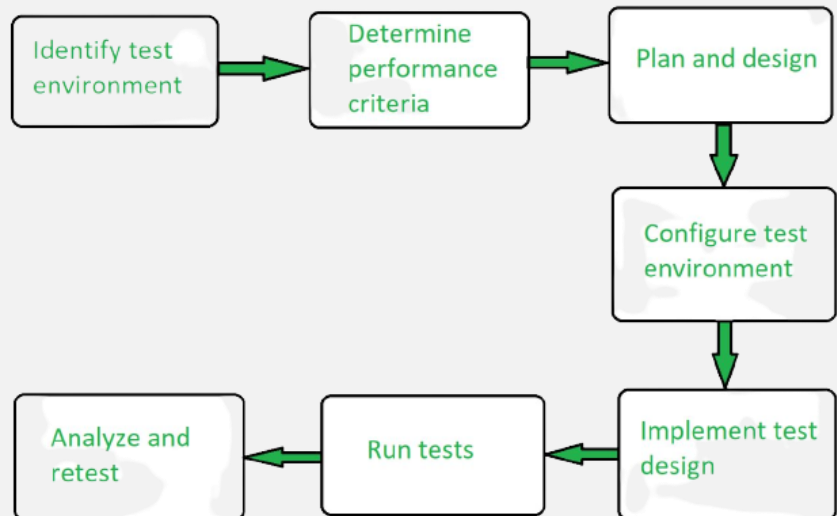 Identify test
environment
Determine
performance
criteria
Plan and design
Configure test
environment
Implement test
design
Run tests
Analyze and
retest